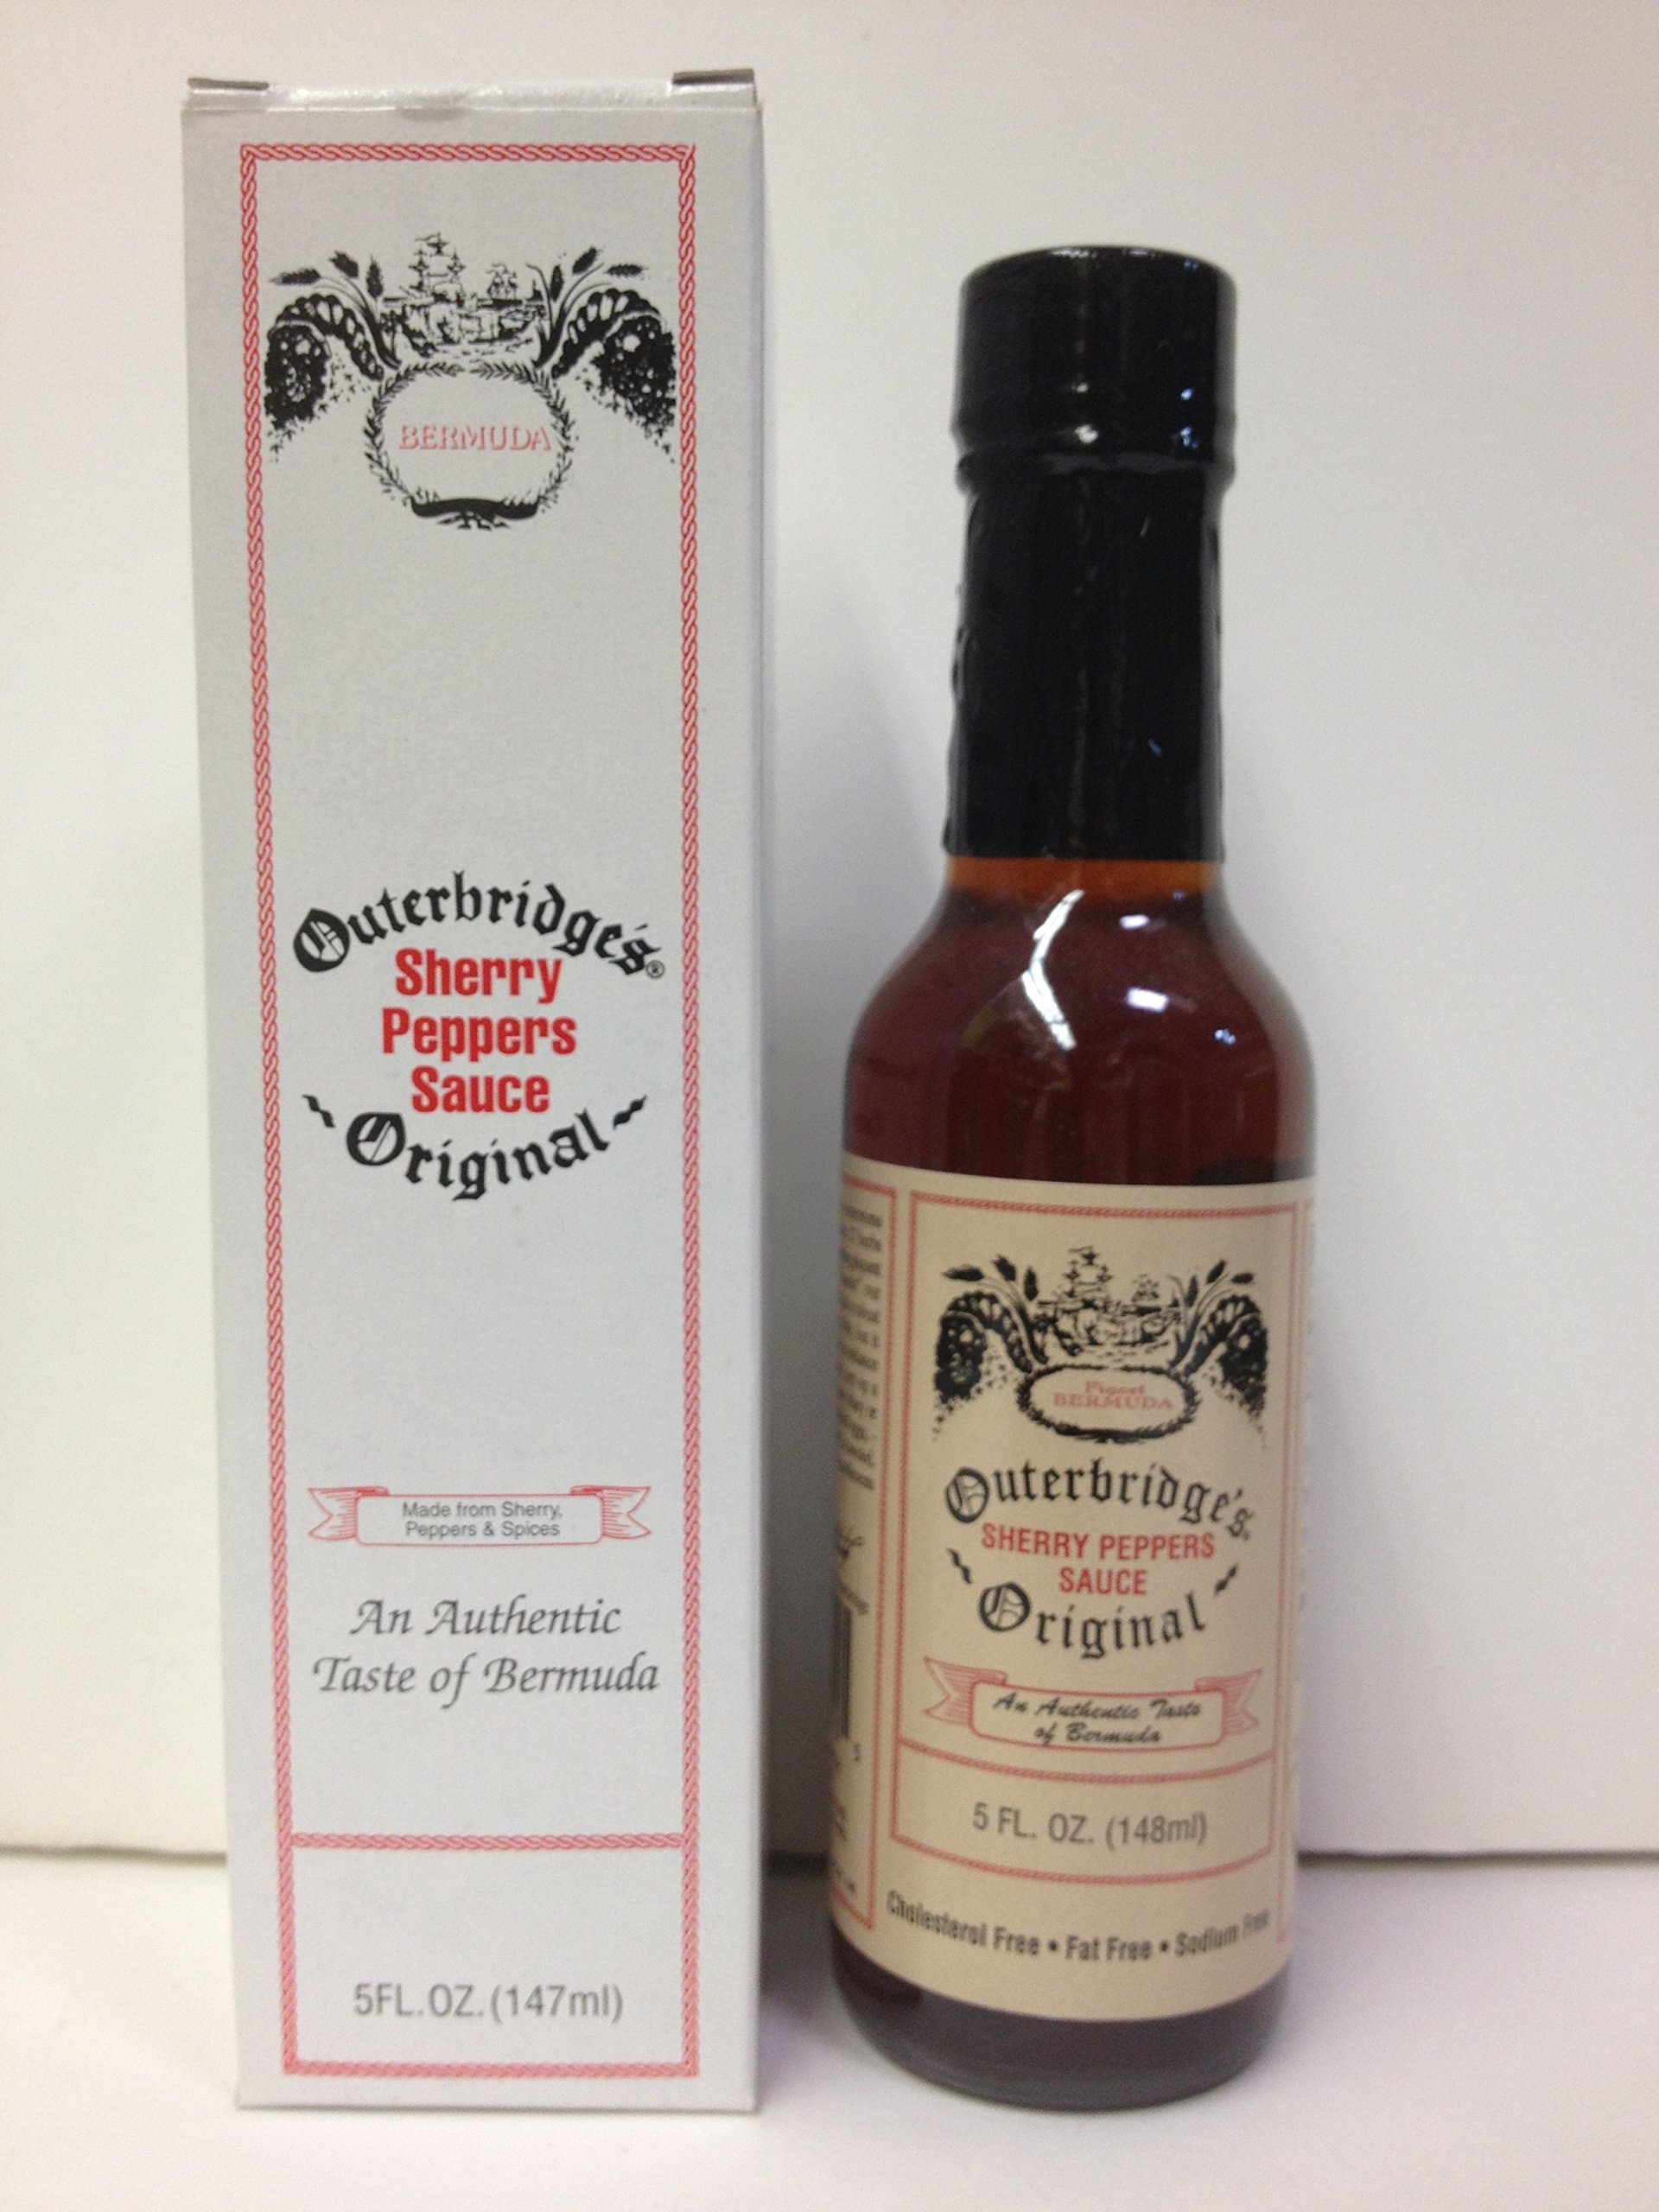 BERMUDA
Outerbridge's®
Sherry
Peppers
Sauce
~Original~
Made from Sherry,
Peppers & Spices
An Authentic
Taste of Bermuda
5FL.OZ.(147ml)
BERMUDA
Outerbridge's
SHERRY PEPPERS
SAUCE
~Original~
An Authentic Taste
of Bermuda
5 FL. OZ. (148ml)
Cholesterol Free • Fat Free • Sodium Free
5